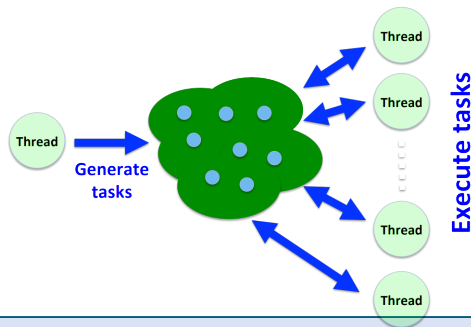 Thread
Generate
tasks
Thread
Thread
Thread
Thread
Execute tasks